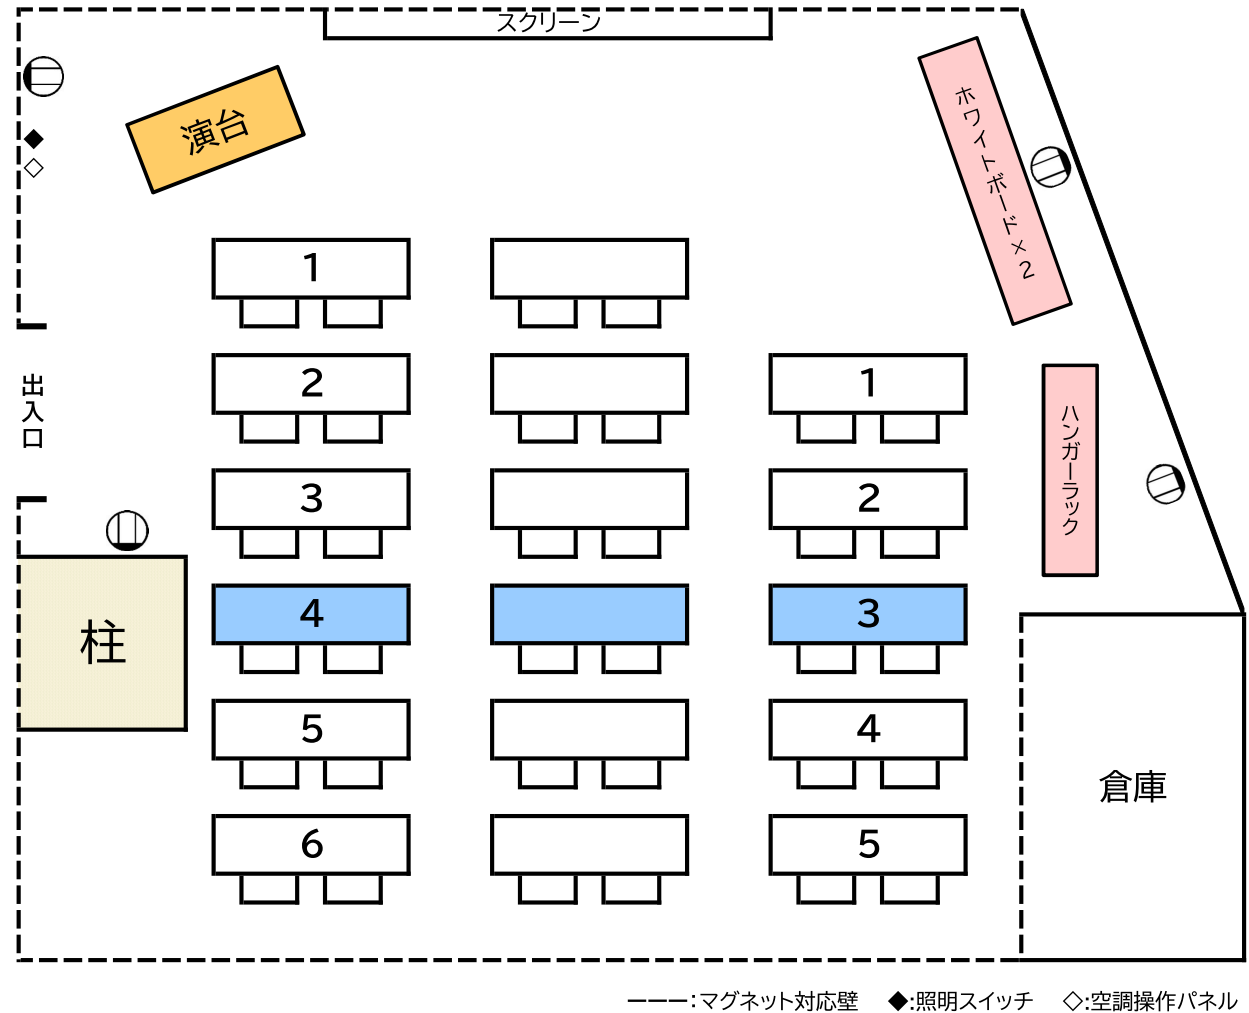 スクリーン
演台
ホワイトボード×2
1
2
1
出入口
3
2
ハンガーラック
柱
4
3
5
4
倉庫
6
5
---:マグネット対応壁 ◆:照明スイッチ ◇:空調操作パネル